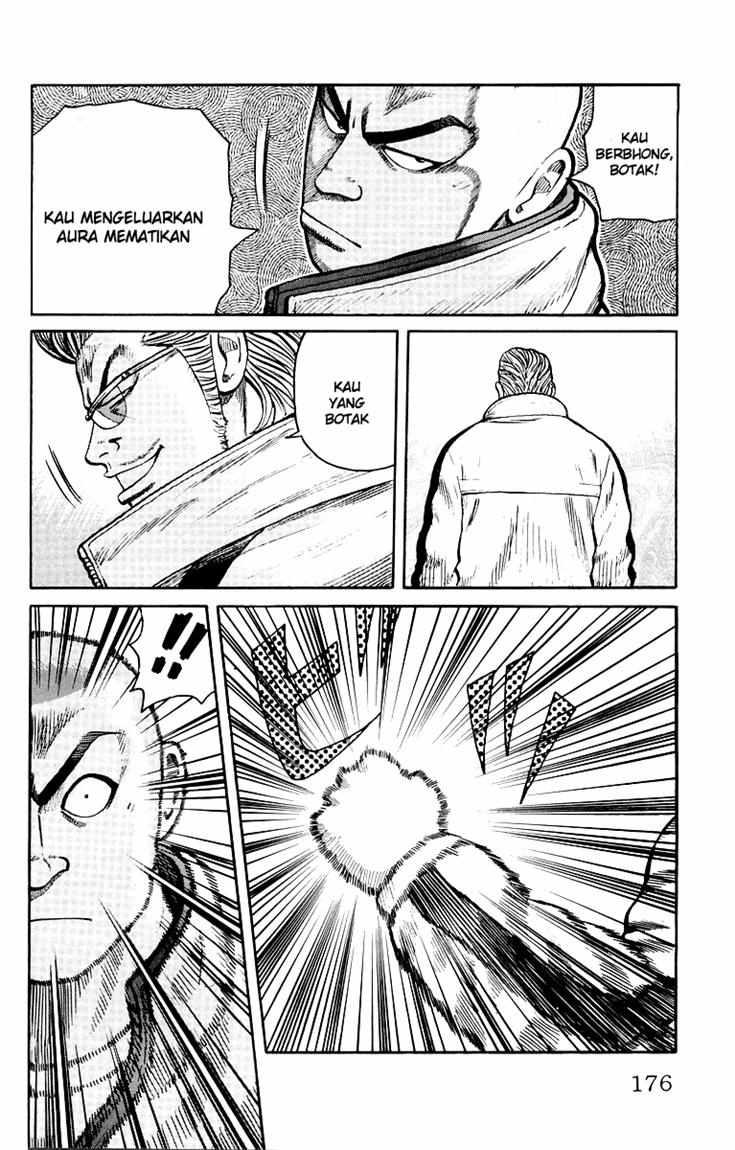 KAU
BERBHONG,
BOTAK!
KAU MENGELUARKAN
AURA MEMATIKAN
KAU
YANG
BOTAK
!!
176